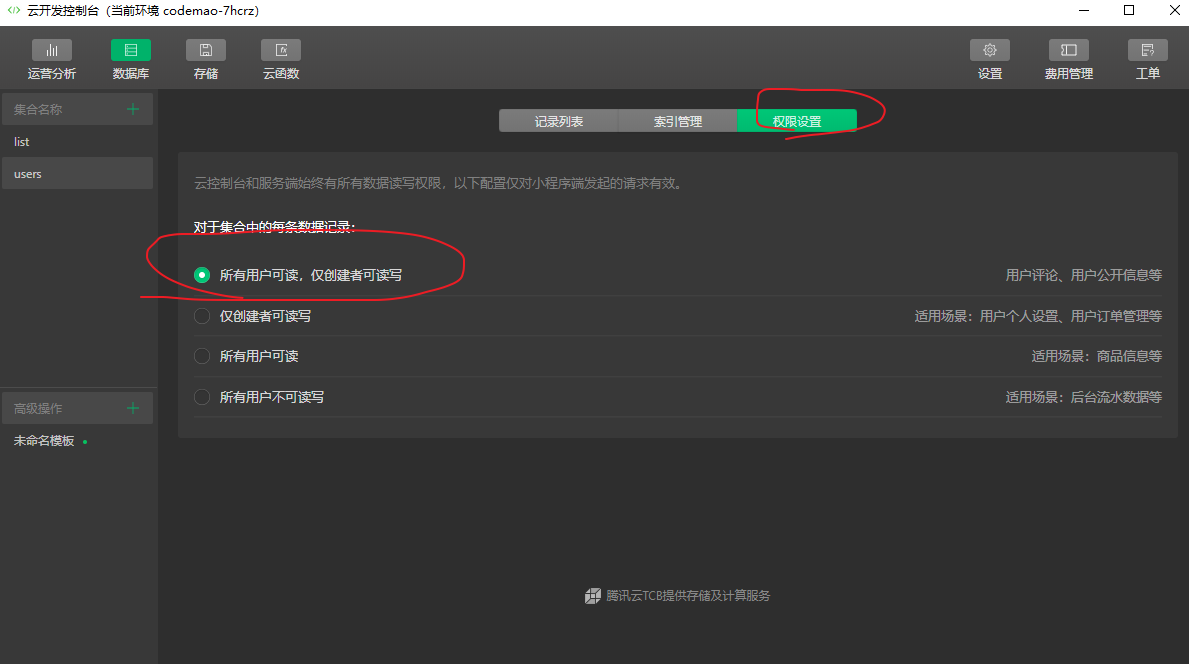 云开发控制台（当前环境 codemao-7hcrz）
运营分析 数据库 存储 云函数 设置 费用管理 工单
集合名称
list
users
高级操作
未命名模板
记录列表 索引管理 权限设置
云控制台和服务端始终有所有数据读写权限，以下配置仅对小程序端发起的请求有效。
对于集合中的每条数据记录：
所有用户可读，仅创建者可读写 用户评论、用户公开信息等
仅创建者可读写 适用场景：用户个人设置、用户订单管理等
所有用户可读 适用场景：商品信息等
所有用户不可读写 适用场景：后台流水数据等
腾讯云TCB提供存储及计算服务